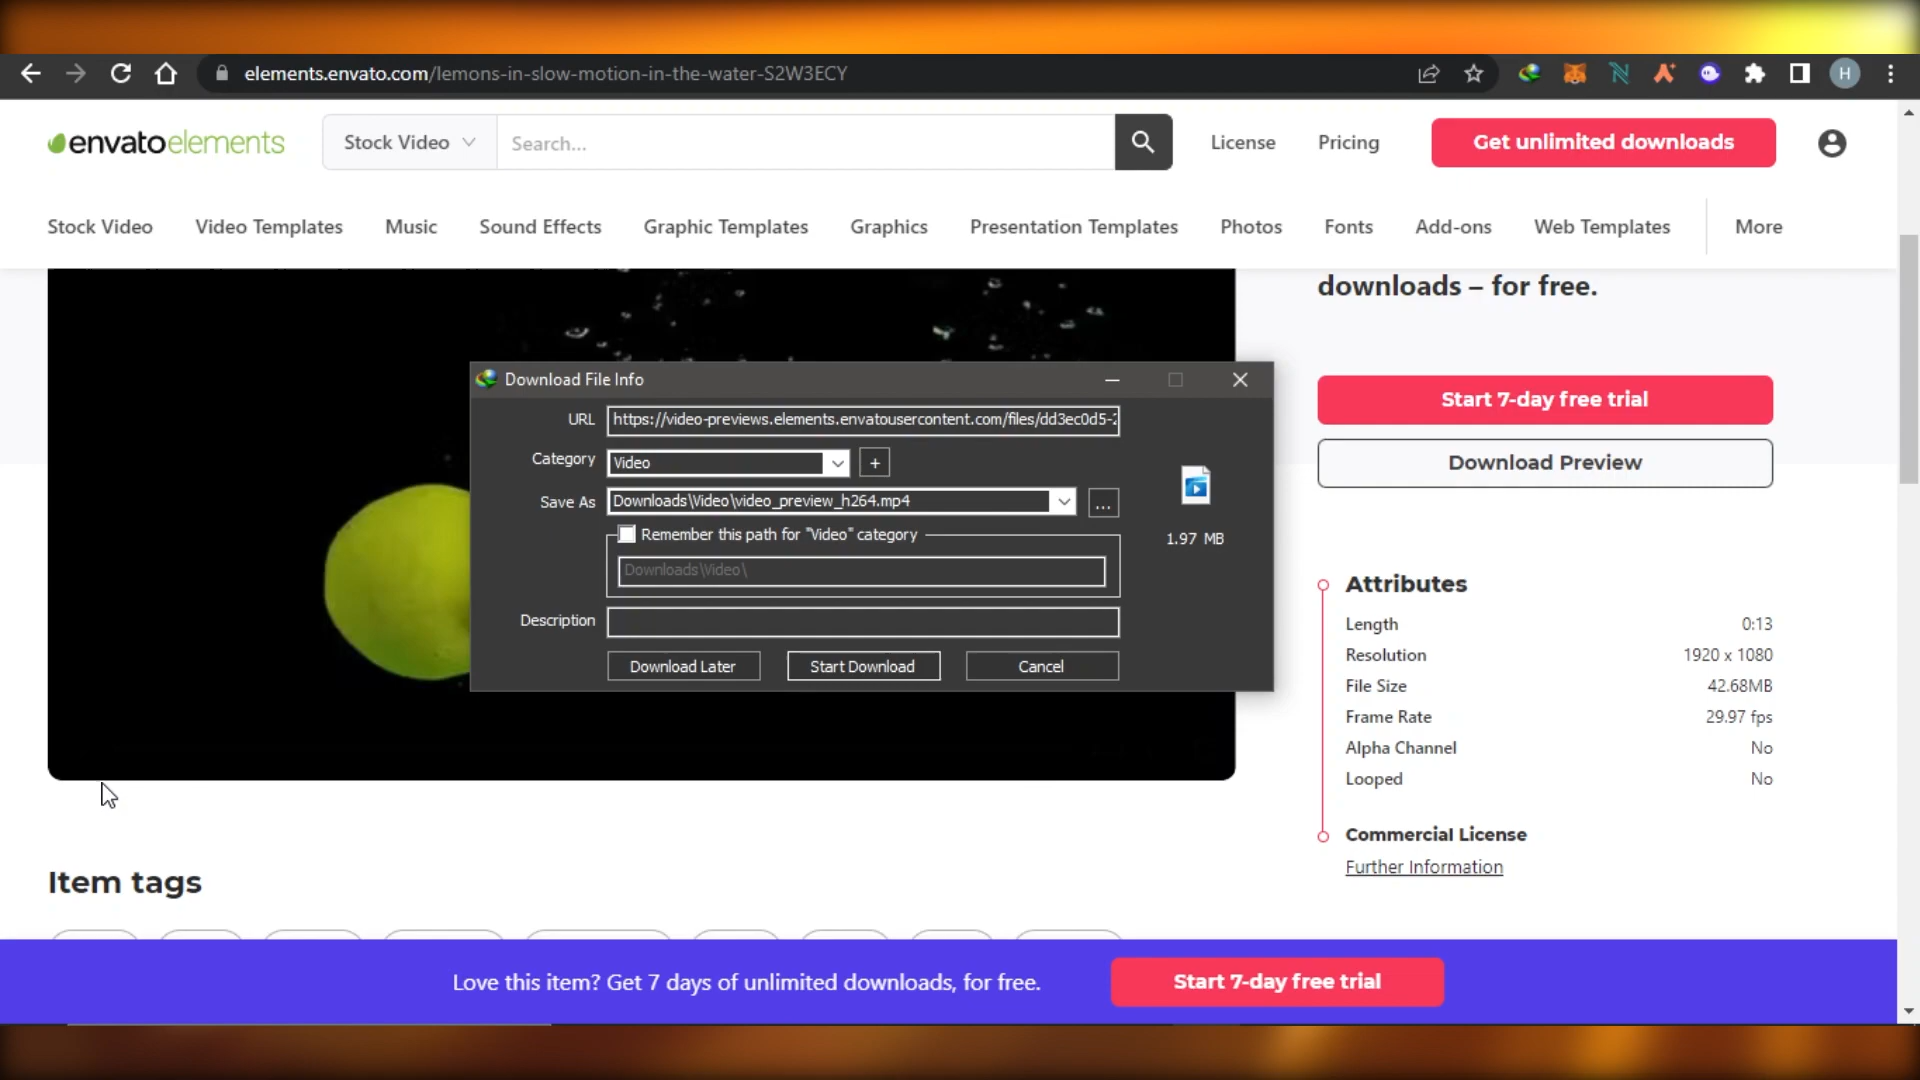 elements.envato.com/lemons-in-slow-motion-in-the-water-S2W3ECY
H
envatoelements
Stock Video
Search...
License
Pricing
Get unlimited downloads
Stock Video
Video Templates
Music
Sound Effects
Graphic Templates
Graphics
Presentation Templates
Photos
Fonts
Add-ons
Web Templates
More
downloads – for free.
Start 7-day free trial
Download Preview
Download File Info
URL
https://video-previews.elements.envatousercontent.com/files/dd3ec0d5-2
Category
Video
+
Save As
Downloads\Video\video_preview_h264.mp4
...
Remember this path for "Video" category
Downloads\Video\
1.97 MB
Description
Download Later
Start Download
Cancel
Attributes
Length 0:13
Resolution 1920 x 1080
File Size 42.68MB
Frame Rate 29.97 fps
Alpha Channel No
Looped No
Commercial License
Further Information
Item tags
Love this item? Get 7 days of unlimited downloads, for free.
Start 7-day free trial